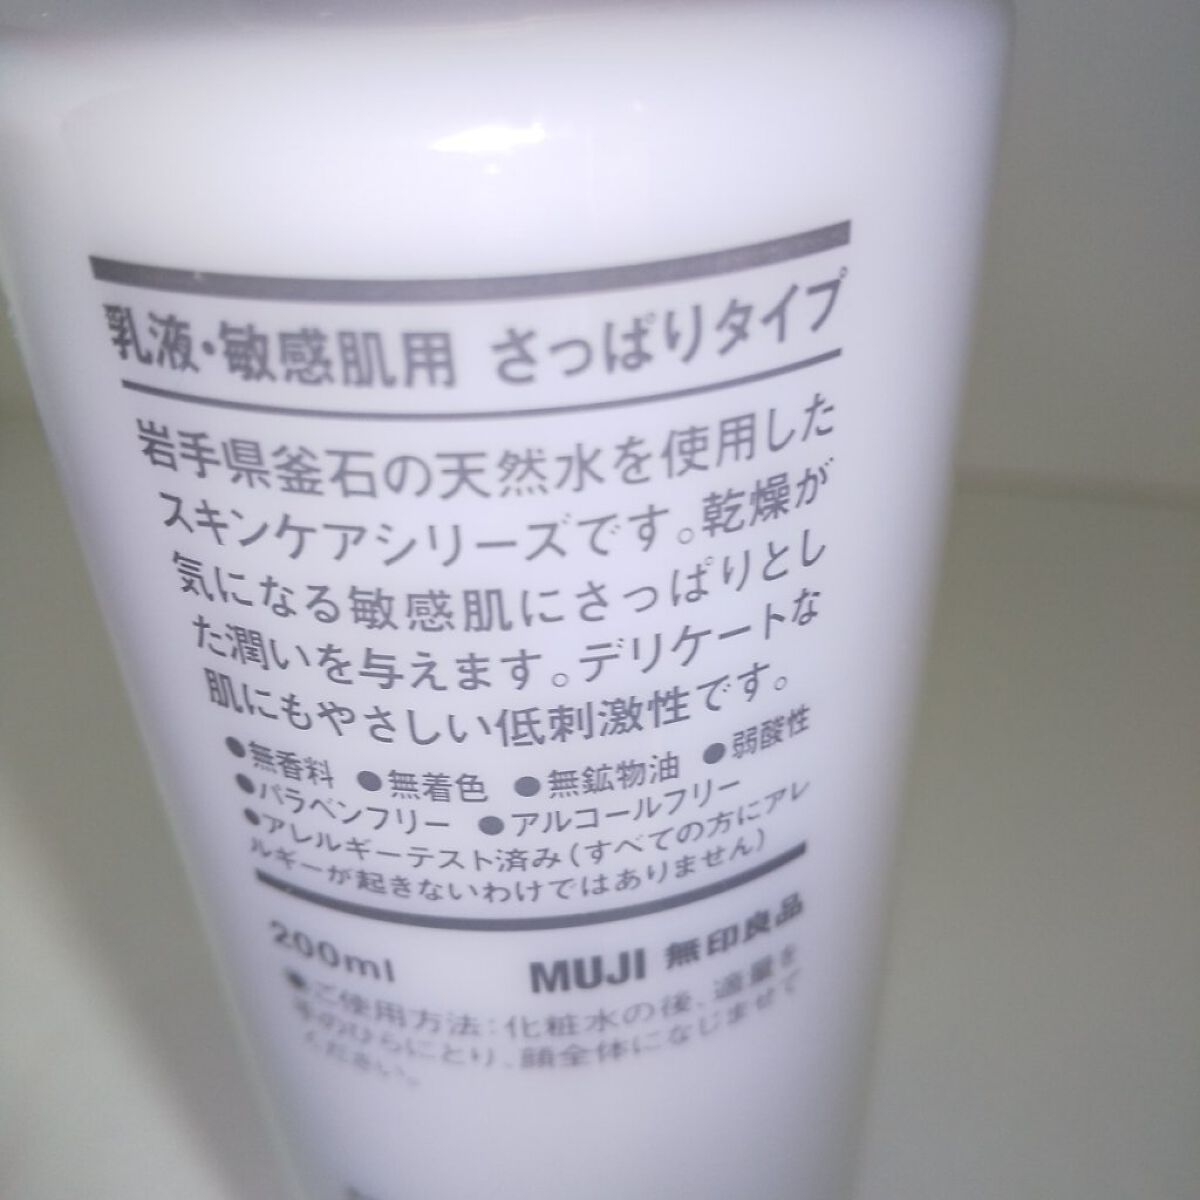 乳液・敏感肌用 さっぱりタイプ
岩手県釜石の天然水を使用した
スキンケアシリーズです。乾燥が
気になる敏感肌にさっぱりとし
た潤いを与えます。デリケートな
肌にもやさしい低刺激性です。
●無香料 ●無着色 ●無鉱物油 ●弱酸性
●パラベンフリー ●アルコールフリー
●アレルギーテスト済み（すべての方にアレ
ルギーが起きないわけではありません）
200ml MUJI 無印良品
●ご使用方法：化粧水の後、適量を
手のひらにとり、顔全体になじませて
ください。